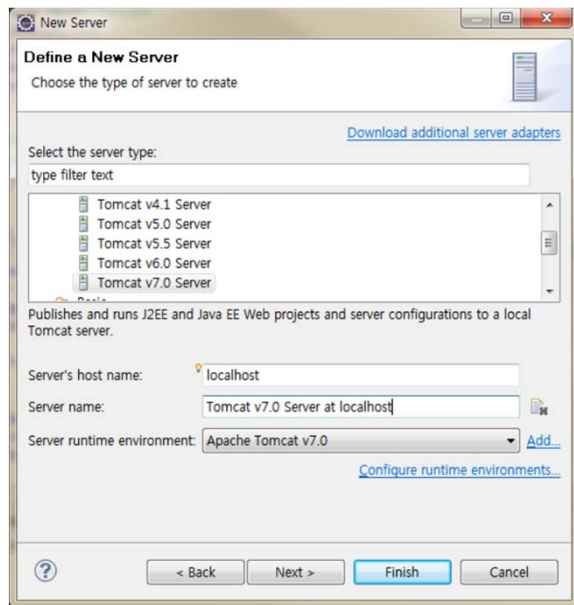 New Server
Define a New Server
Choose the type of server to create
Download additional server adapters
Select the server type:
type filter text
Tomcat v4.1 Server
Tomcat v5.0 Server
Tomcat v5.5 Server
Tomcat v6.0 Server
Tomcat v7.0 Server
Basic
Publishes and runs J2EE and Java EE Web projects and server configurations to a local
Tomcat server.
Server's host name: localhost
Server name: Tomcat v7.0 Server at localhost
Server runtime environment: Apache Tomcat v7.0 Add...
Configure runtime environments...
? < Back Next > Finish Cancel